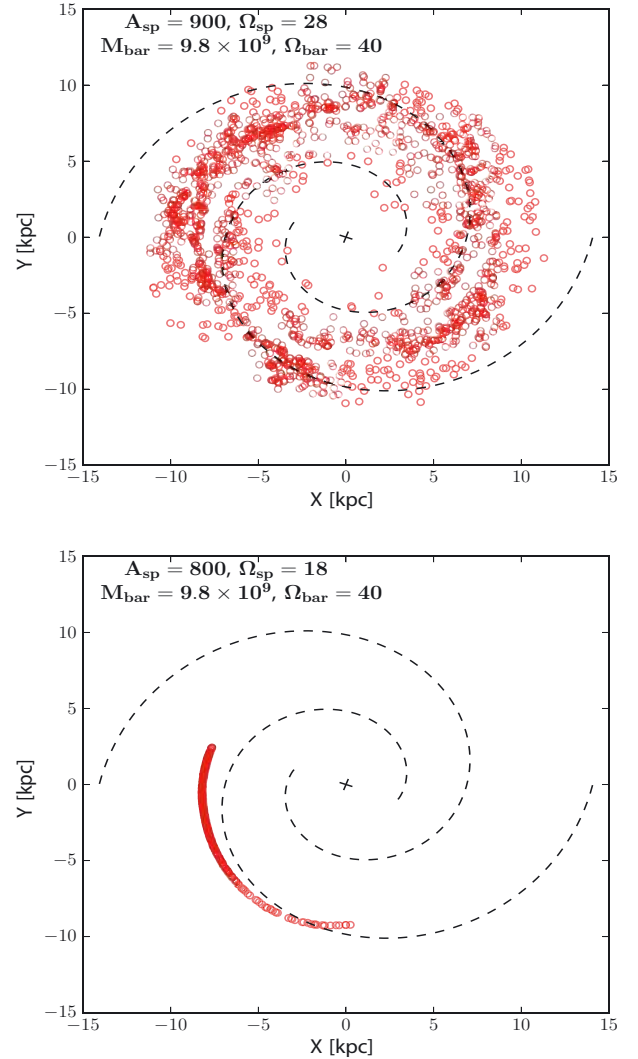 A_sp = 900, Ω_sp = 28
M_bar = 9.8 × 10^9, Ω_bar = 40
15
10
5
0
−5
−10
−15
Y [kpc]
−15 −10 −5 0 5 10 15
X [kpc]
A_sp = 800, Ω_sp = 18
M_bar = 9.8 × 10^9, Ω_bar = 40
15
10
5
0
−5
−10
−15
Y [kpc]
−15 −10 −5 0 5 10 15
X [kpc]